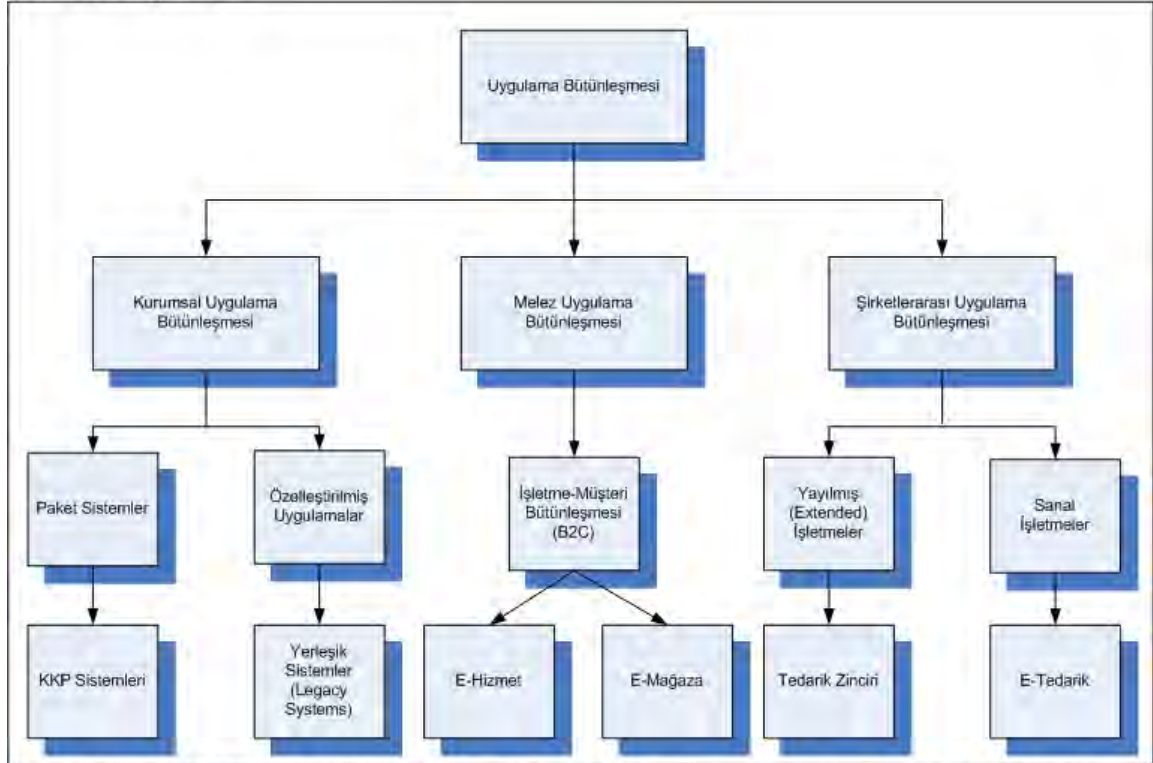 Uygulama Bütünleşmesi
Kurumsal Uygulama
Bütünleşmesi
Melez Uygulama
Bütünleşmesi
Şirketlerarası Uygulama
Bütünleşmesi
Paket Sistemler
Özelleştirilmiş
Uygulamalar
İşletme-Müşteri
Bütünleşmesi
(B2C)
Yayılmış
(Extended)
İşletmeler
Sanal
İşletmeler
KKP Sistemleri
Yerleşik
Sistemler
(Legacy
Systems)
E-Hizmet
E-Mağaza
Tedarik Zinciri
E-Tedarik